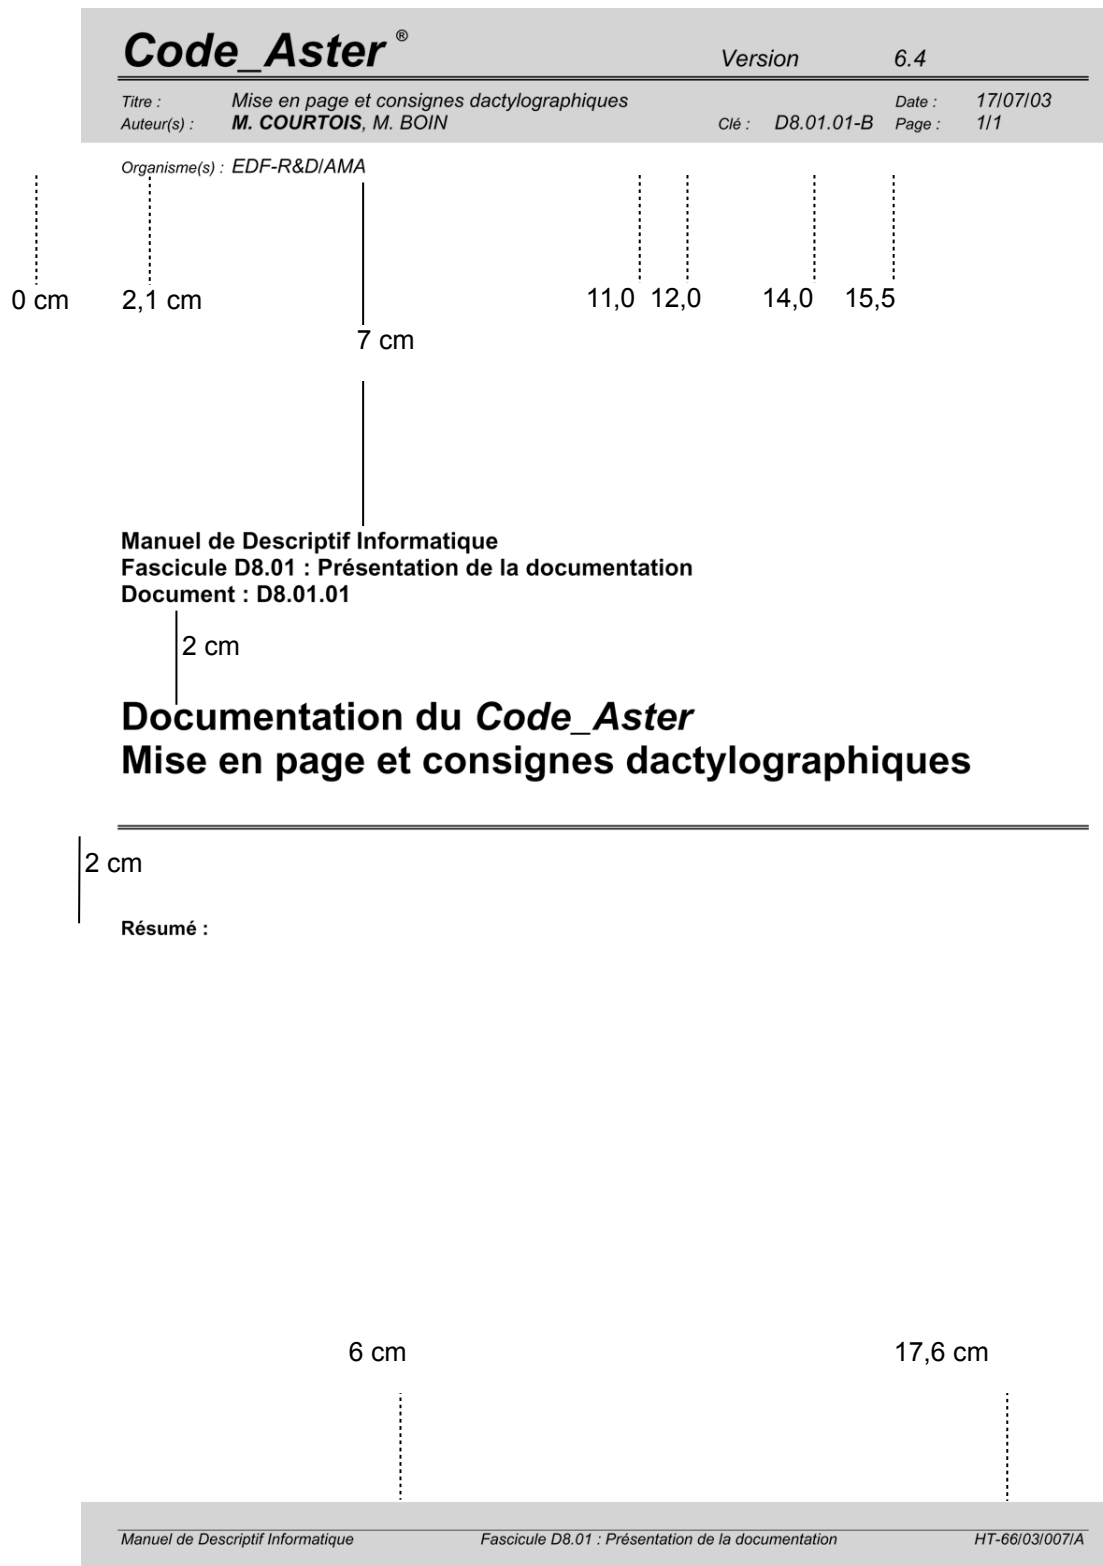 Code_Aster ® Version 6.4
Titre : Mise en page et consignes dactylographiques Date : 17/07/03
Auteur(s) : M. COURTOIS, M. BOIN Clé : D8.01.01-B Page : 1/1
Organisme(s) : EDF-R&D/AMA
0 cm 2,1 cm 11,0 12,0 14,0 15,5
7 cm
Manuel de Descriptif Informatique
Fascicule D8.01 : Présentation de la documentation
Document : D8.01.01
2 cm
Documentation du Code_Aster
Mise en page et consignes dactylographiques
2 cm
Résumé :
6 cm 17,6 cm
Manuel de Descriptif Informatique Fascicule D8.01 : Présentation de la documentation HT-66/03/007/A